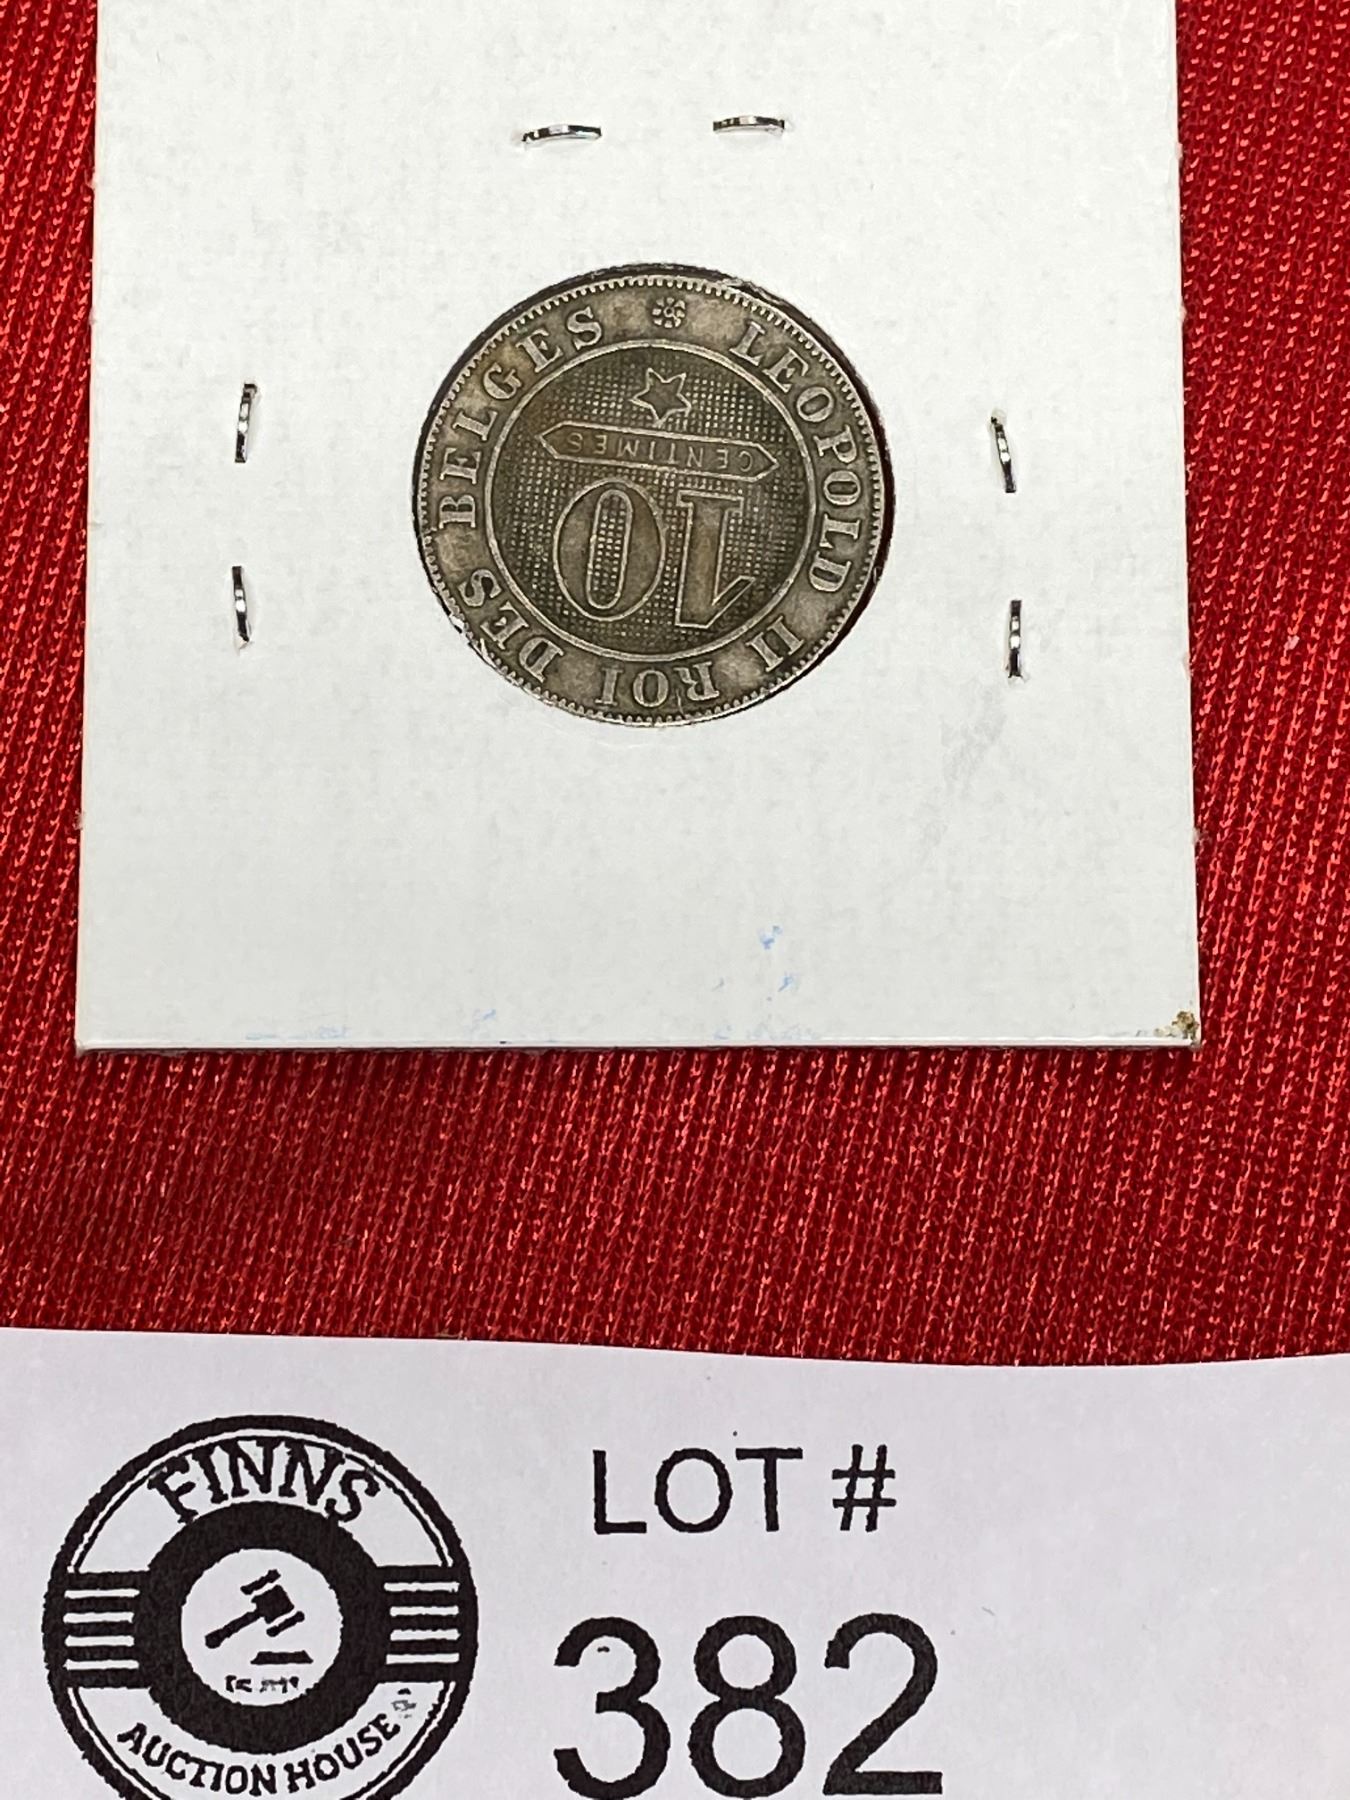 LEOPOLD II ROI DES BELGES
10
CENTIMES
FINNS
AUCTION HOUSE
LOT #
382